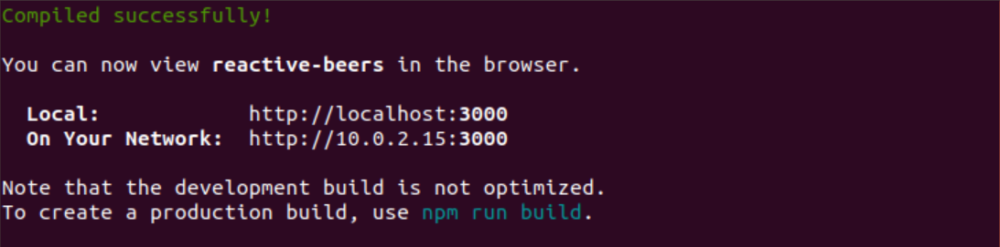 Compiled successfully!
You can now view reactive-beers in the browser.
Local: http://localhost:3000
On Your Network: http://10.0.2.15:3000
Note that the development build is not optimized.
To create a production build, use npm run build.